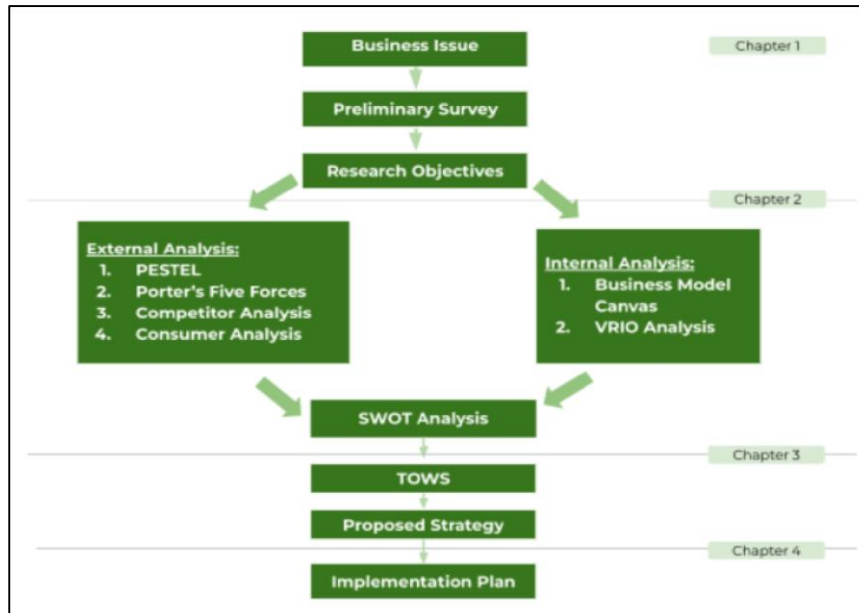 Business Issue
Chapter 1
Preliminary Survey
Research Objectives
Chapter 2
External Analysis:
1. PESTEL
2. Porter's Five Forces
3. Competitor Analysis
4. Consumer Analysis
Internal Analysis:
1. Business Model
Canvas
2. VRIO Analysis
SWOT Analysis
Chapter 3
TOWS
Proposed Strategy
Chapter 4
Implementation Plan